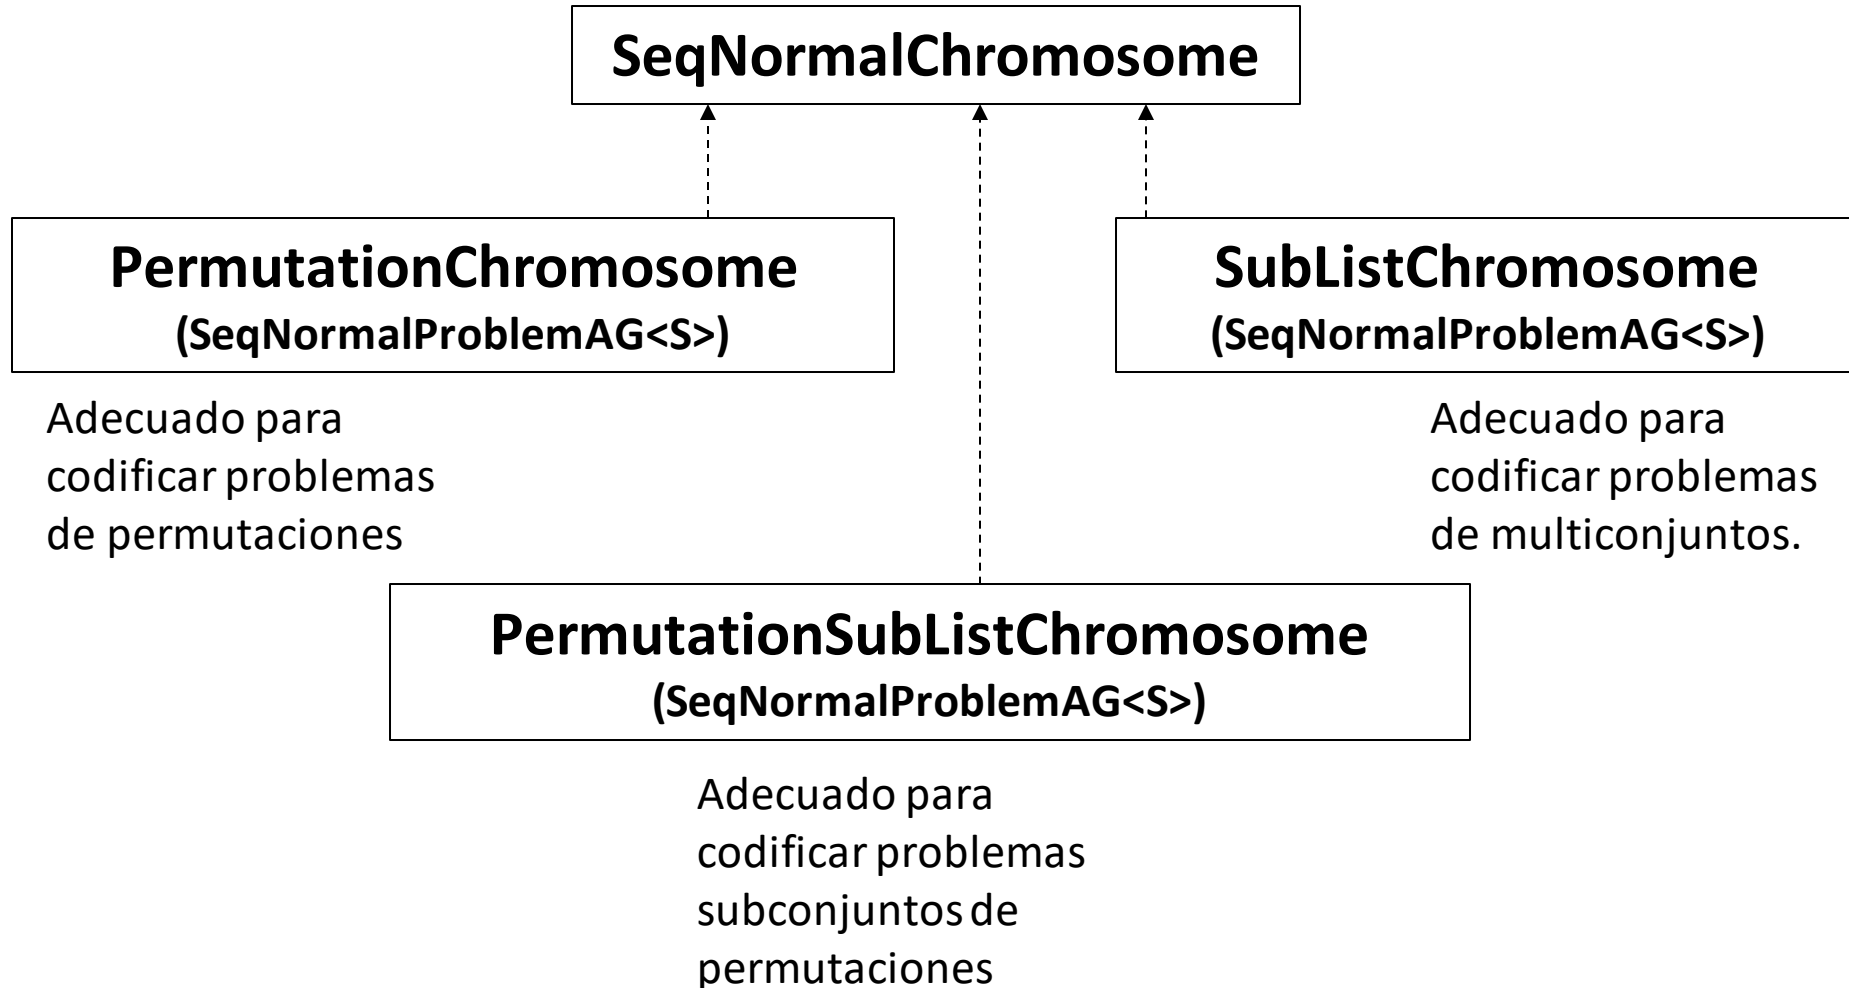 SeqNormalChromosome
PermutationChromosome
(SeqNormalProblemAG<S>)
SubListChromosome
(SeqNormalProblemAG<S>)
Adecuado para
codificar problemas
de permutaciones
Adecuado para
codificar problemas
de multiconjuntos.
PermutationSubListChromosome
(SeqNormalProblemAG<S>)
Adecuado para
codificar problemas
subconjuntos de
permutaciones